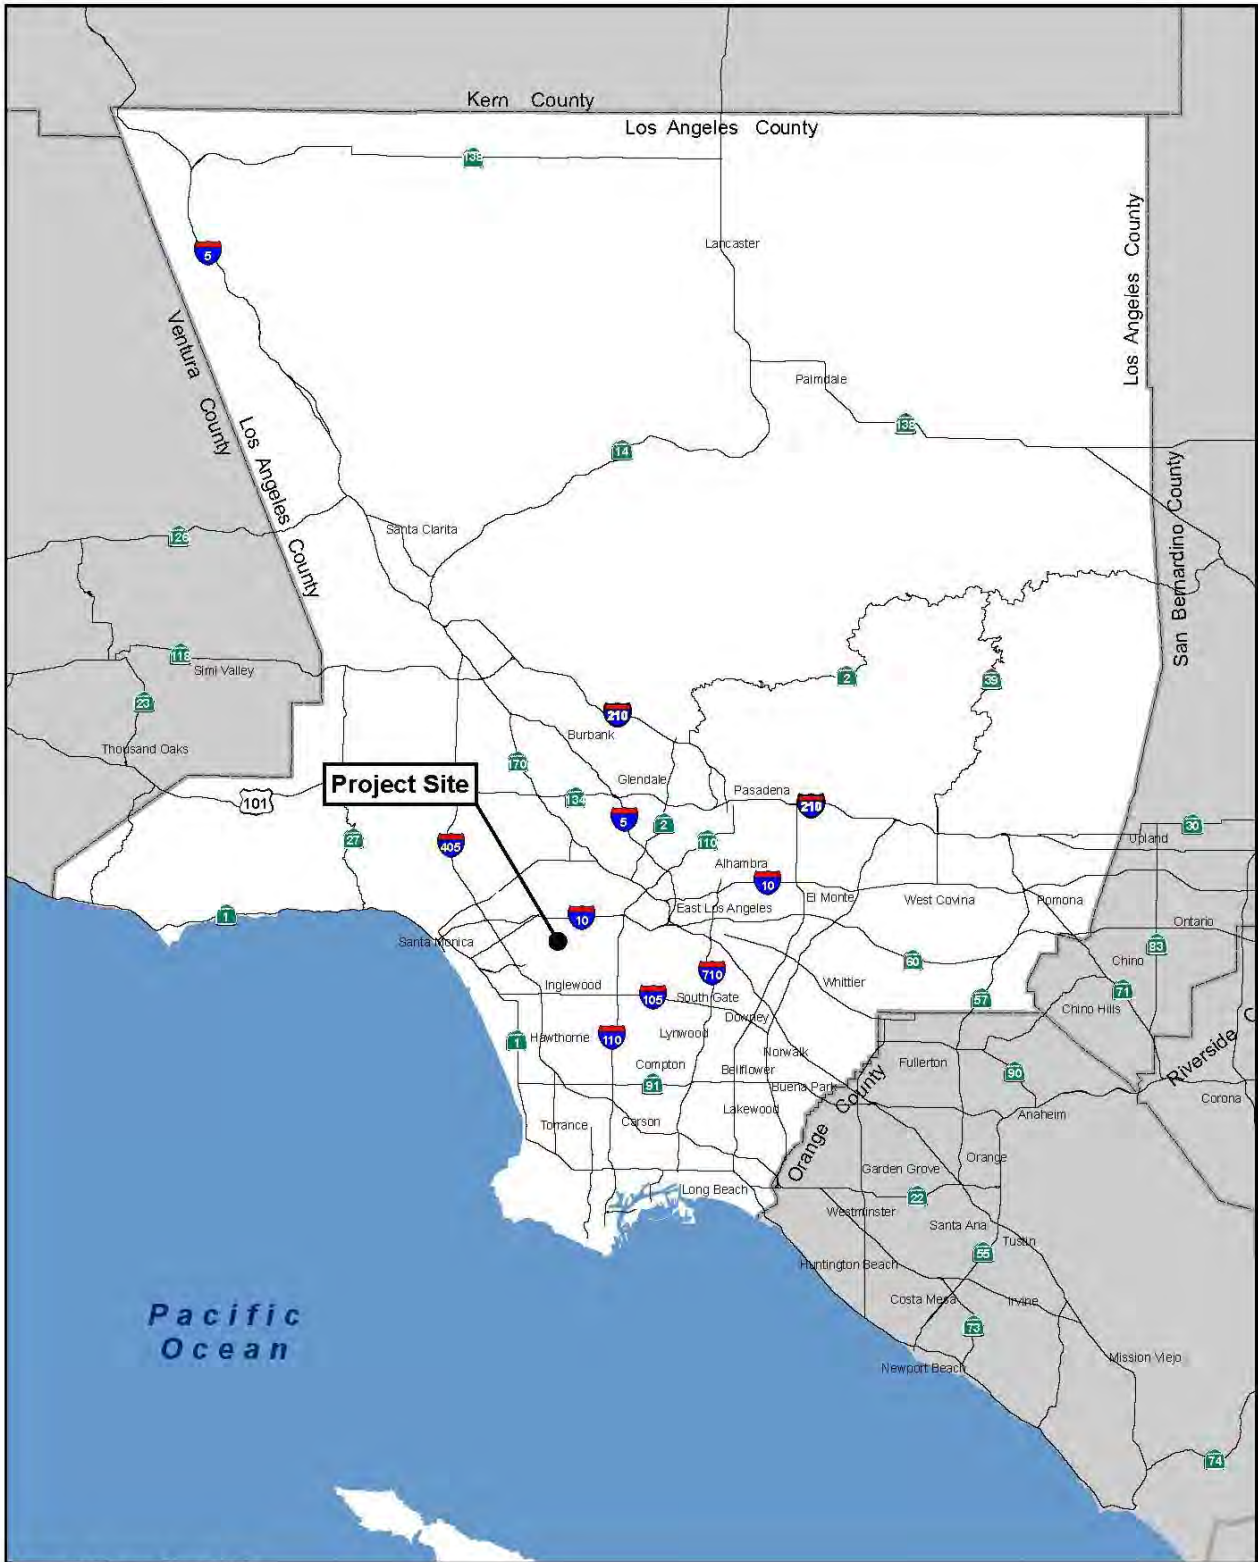 Kern County
Los Angeles County
138
Los Angeles County
Lancaster
5
Ventura County
Los Angeles County
Palmdale
138
14
San Bernardino County
Santa Clarita
126
118
Simi Valley
2
39
23
210
Burbank
Thousand Oaks
170
Project Site
Glendale
Pasadena
101
134
210
5
2
30
27
405
110
Upland
Alhambra
10
El Monte
West Covina
Pomona
East Los Angeles
1
10
Ontario
Santa Monica
83
60
Chino
710
Whittier
Inglewood
105
South Gate
57
71
Chino Hills
Downey
1
Hawthorne
110
Lynwood
Norwalk
Compton
Bellflower
Fullerton
90
91
Buena Park
Riverside C
Corona
Lakewood
Orange County
Anaheim
Torrance
Carson
Orange
Garden Grove
Long Beach
22
Westminster
Santa Ana
Tustin
55
Huntington Beach
Costa Mesa
Irvine
Pacific
Ocean
73
Mission Viejo
Newport Beach
74